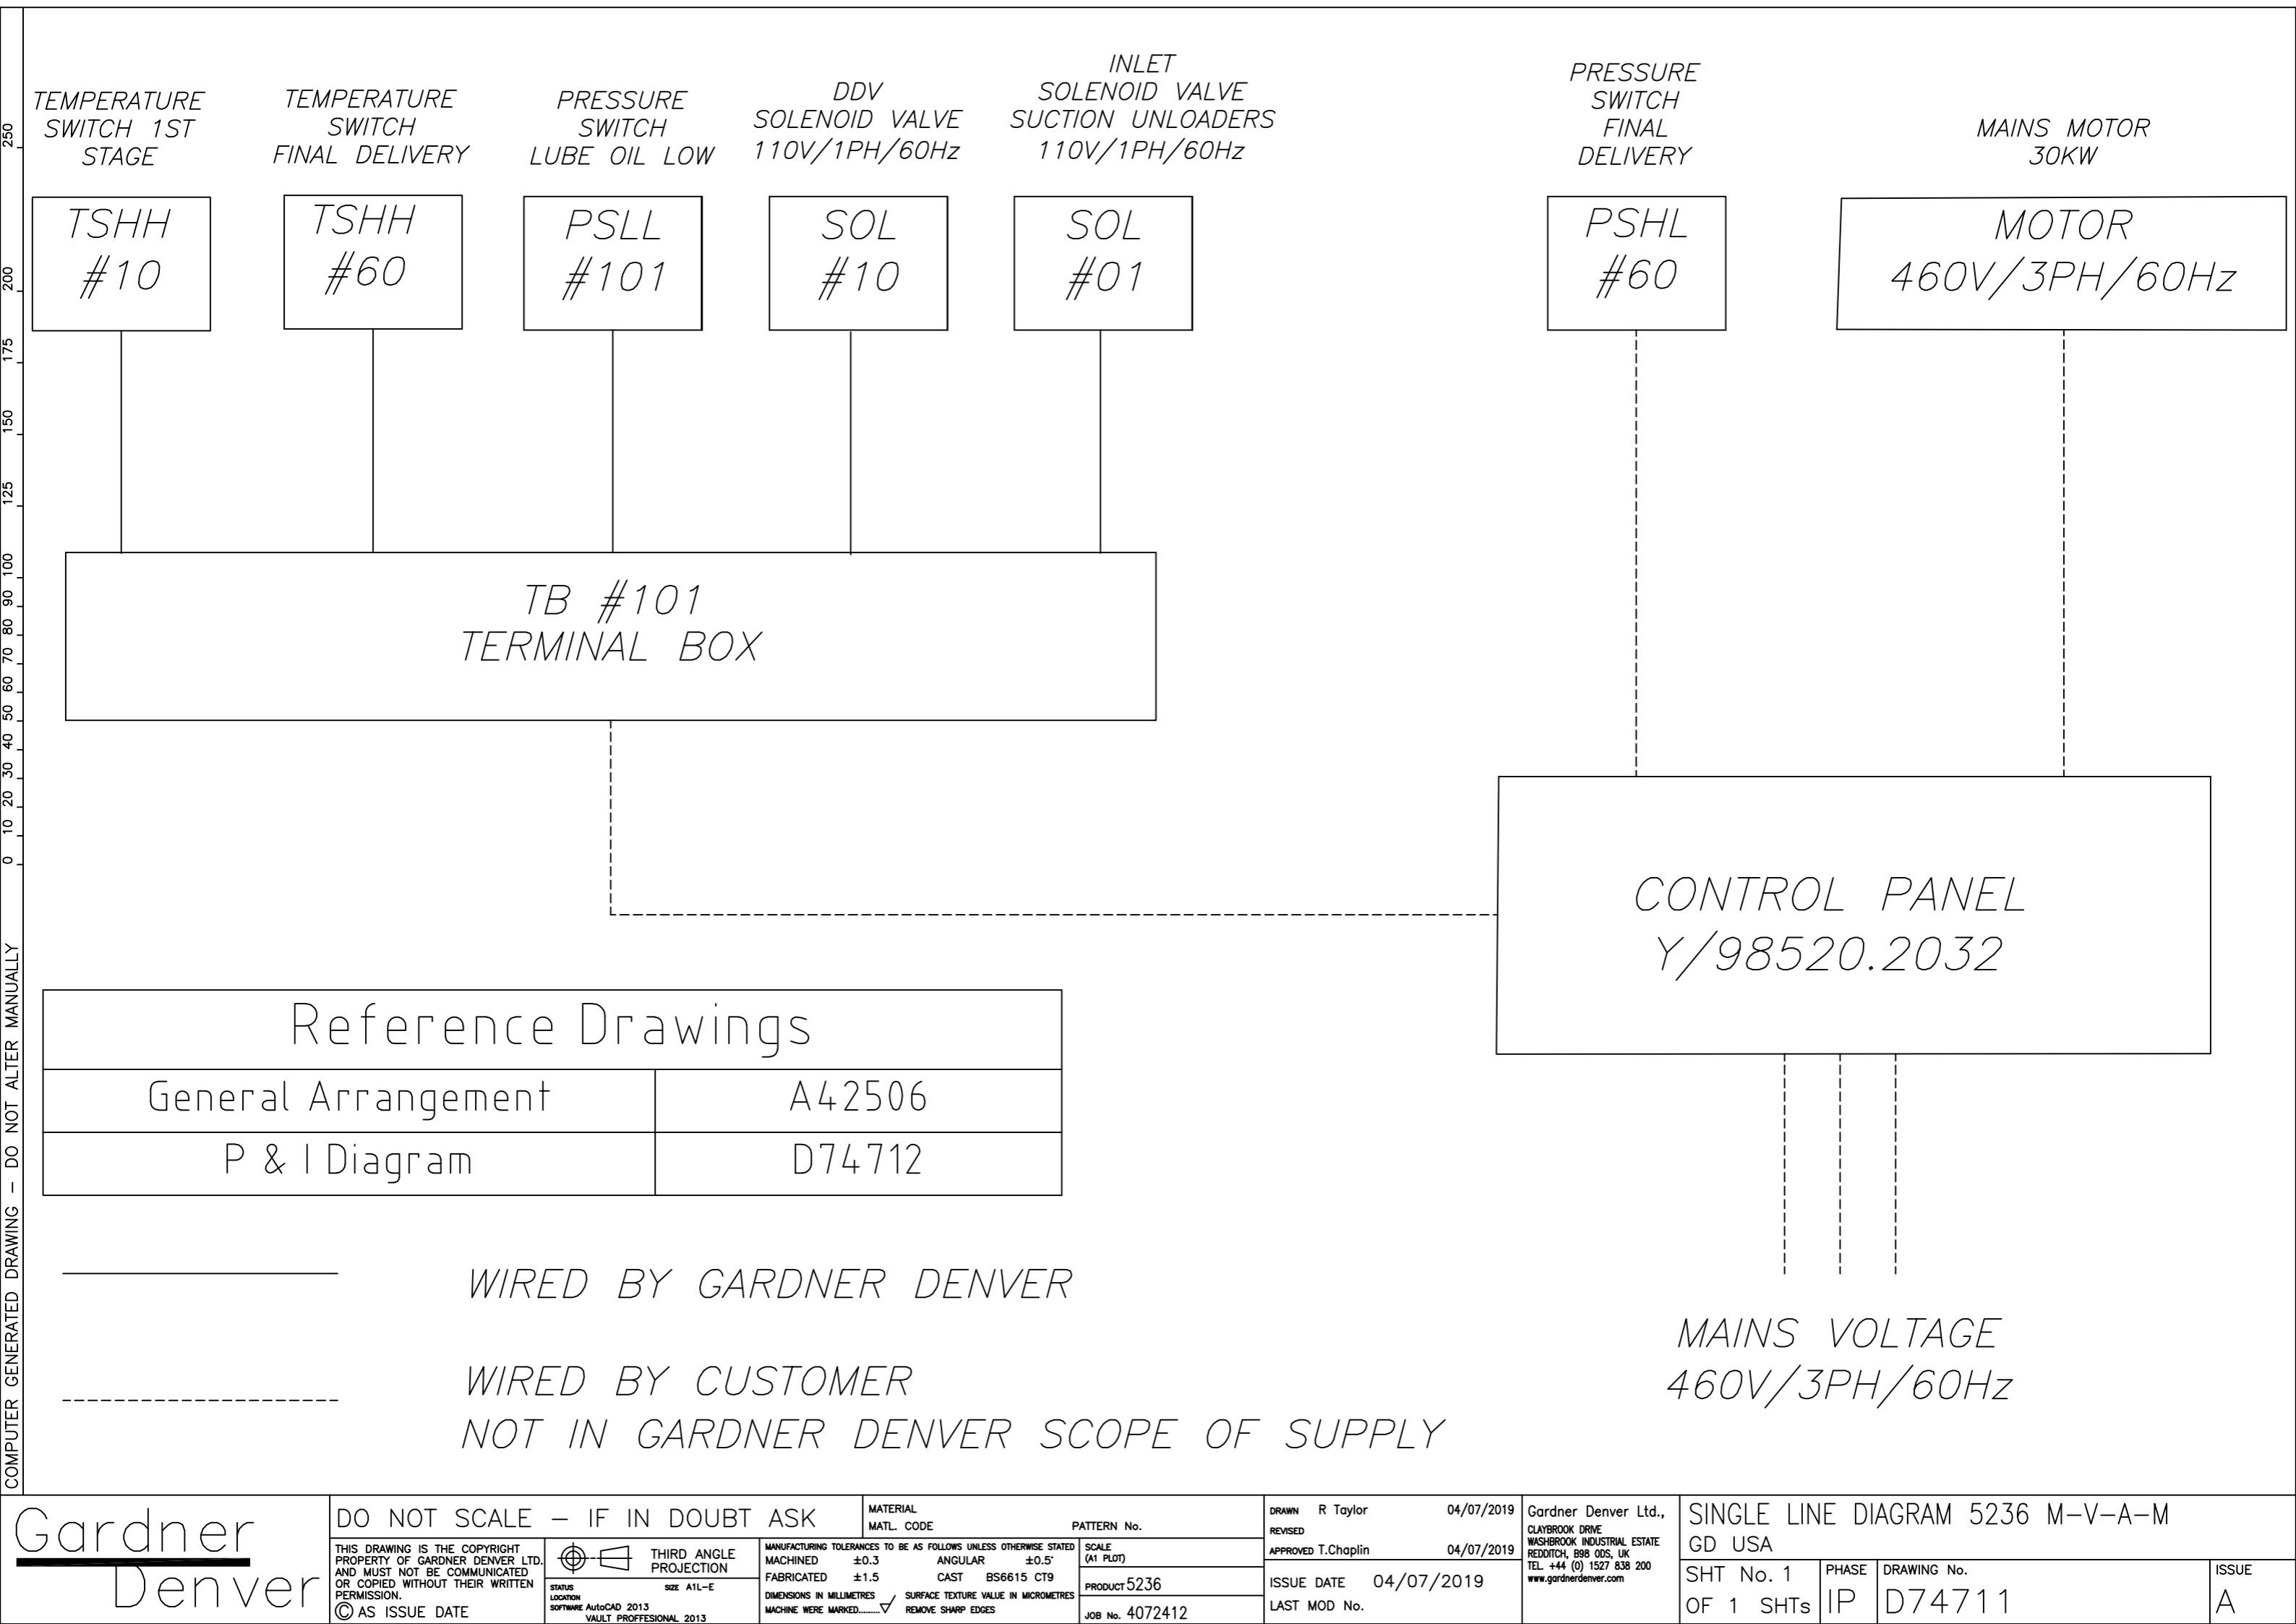 TEMPERATURE
SWITCH 1ST
STAGE
TEMPERATURE
SWITCH
FINAL DELIVERY
PRESSURE
SWITCH
LUBE OIL LOW
DDV
SOLENOID VALVE
110V/1PH/60Hz
INLET
SOLENOID VALVE
SUCTION UNLOADERS
110V/1PH/60Hz
PRESSURE
SWITCH
FINAL
DELIVERY
MAINS MOTOR
30KW
TSHH
#10
TSHH
#60
PSLL
#101
SOL
#10
SOL
#01
PSHL
#60
MOTOR
460V/3PH/60Hz
TB #101
TERMINAL BOX
CONTROL PANEL
Y/98520.2032
Reference Drawings
General Arrangement A42506
P & I Diagram D74712
WIRED BY GARDNER DENVER
WIRED BY CUSTOMER
NOT IN GARDNER DENVER SCOPE OF SUPPLY
MAINS VOLTAGE
460V/3PH/60Hz
250
200
175
150
125
100
90
80
70
60
50
40
30
20
10
0
COMPUTER GENERATED DRAWING - DO NOT ALTER MANUALLY
Gardner
Denver
DO NOT SCALE - IF IN DOUBT ASK
THIS DRAWING IS THE COPYRIGHT
PROPERTY OF GARDNER DENVER LTD.
AND MUST NOT BE COMMUNICATED
OR COPIED WITHOUT THEIR WRITTEN
PERMISSION.
© AS ISSUE DATE
THIRD ANGLE
PROJECTION
STATUS SIZE A1L-E
LOCATION
SOFTWARE AutoCAD 2013
VAULT PROFFESIONAL 2013
MATERIAL
MATL. CODE PATTERN No.
MANUFACTURING TOLERANCES TO BE AS FOLLOWS UNLESS OTHERWISE STATED
MACHINED ±0.3 ANGULAR ±0.5°
FABRICATED ±1.5 CAST BS6615 CT9
DIMENSIONS IN MILLIMETRES SURFACE TEXTURE VALUE IN MICROMETRES
MACHINE WERE MARKED......... REMOVE SHARP EDGES
SCALE
(A1 PLOT)
PRODUCT 5236
JOB No. 4072412
DRAWN R Taylor 04/07/2019
REVISED
APPROVED T.Chaplin 04/07/2019
ISSUE DATE 04/07/2019
LAST MOD No.
Gardner Denver Ltd.,
CLAYBROOK DRIVE
WASHBROOK INDUSTRIAL ESTATE
REDDITCH, B98 0DS, UK
TEL. +44 (0) 1527 838 200
www.gardnerdenver.com
SINGLE LINE DIAGRAM 5236 M-V-A-M
GD USA
SHT No. 1
OF 1 SHTs
PHASE
IP
DRAWING No.
D74711
ISSUE
A